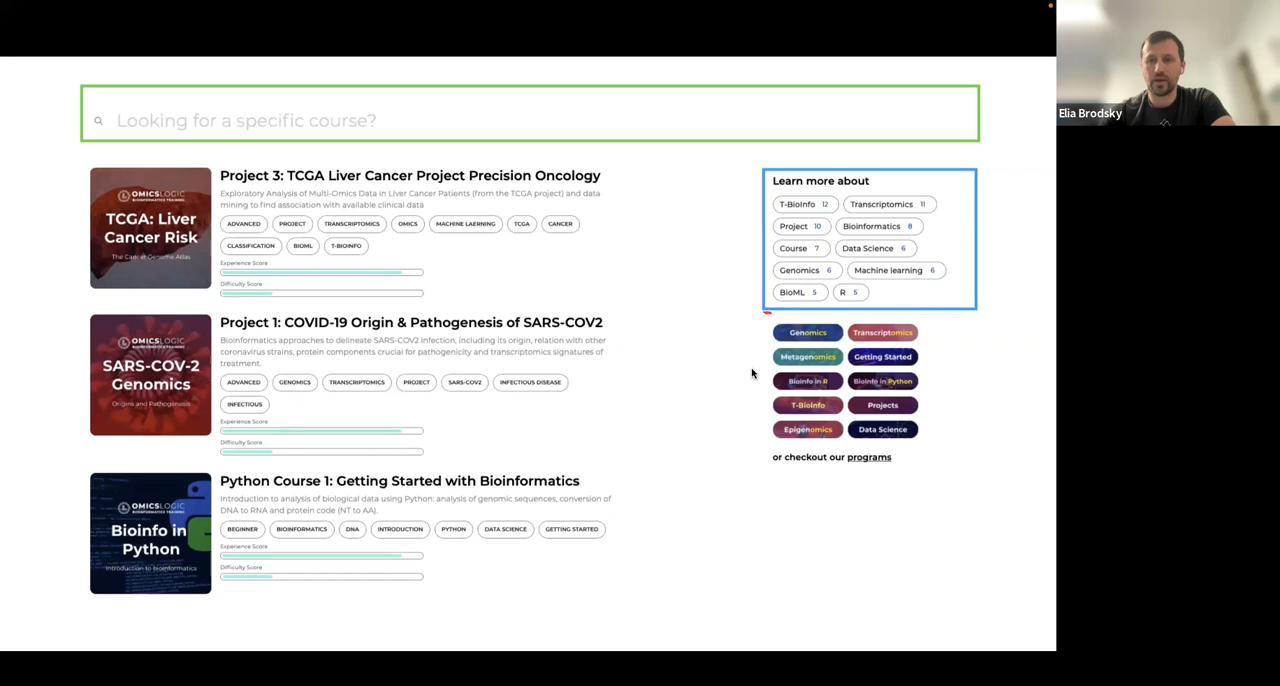 Elia Brodsky
Looking for a specific course?
OMICSLOGIC
BIOINFORMATICS TRAINING
TCGA: Liver
Cancer Risk
The Cancer Genome Atlas
Project 3: TCGA Liver Cancer Project Precision Oncology
Exploratory Analysis of Multi-Omics Data in Liver Cancer Patients (from the TCGA project) and data
mining to find association with available clinical data
ADVANCED PROJECT TRANSCRIPTOMICS OMICS MACHINE LAERNING TCGA CANCER
CLASSIFICATION BIOML T-BIOINFO
Experience Score
Difficulty Score
OMICSLOGIC
BIOINFORMATICS TRAINING
SARS-COV-2
Genomics
Origins and Pathogenesis
Project 1: COVID-19 Origin & Pathogenesis of SARS-COV2
Bioinformatics approaches to delineate SARS-COV2 infection, including its origin, relation with other
coronavirus strains, protein components crucial for pathogenicity and transcriptomics signatures of
treatment.
ADVANCED GENOMICS TRANSCRIPTOMICS PROJECT SARS-COV2 INFECTIOUS DISEASE
INFECTIOUS
Experience Score
Difficulty Score
OMICSLOGIC
BIOINFORMATICS TRAINING
Bioinfo in
Python
Introduction to bioinformatics
Python Course 1: Getting Started with Bioinformatics
Introduction to analysis of biological data using Python: analysis of genomic sequences, conversion of
DNA to RNA and protein code (NT to AA).
BEGINNER BIOINFORMATICS DNA INTRODUCTION PYTHON DATA SCIENCE GETTING STARTED
Experience Score
Difficulty Score
Learn more about
T-BioInfo 12 Transcriptomics 11
Project 10 Bioinformatics 8
Course 7 Data Science 6
Genomics 6 Machine learning 6
BioML 5 R 5
Genomics Transcriptomics
Metagenomics Getting Started
Bioinfo in R Bioinfo in Python
T-BioInfo Projects
Epigenomics Data Science
or checkout our programs